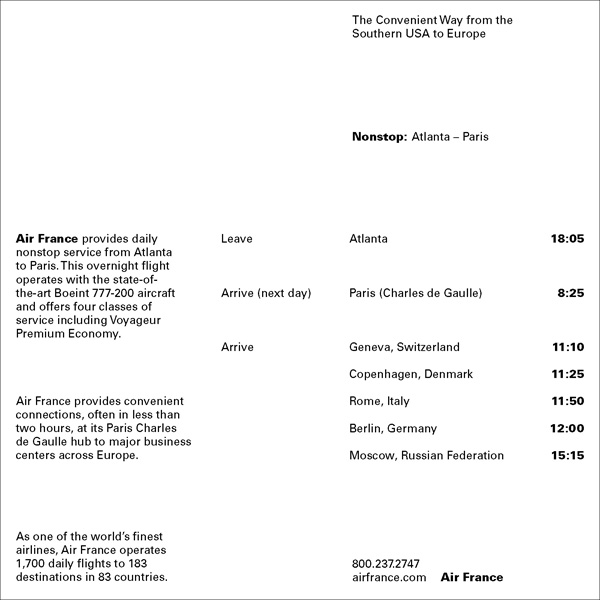 The Convenient Way from the
Southern USA to Europe
Nonstop: Atlanta – Paris
Air France provides daily
nonstop service from Atlanta
to Paris. This overnight flight
operates with the state-of-
the-art Boeint 777-200 aircraft
and offers four classes of
service including Voyageur
Premium Economy.
Leave Atlanta 18:05
Arrive (next day) Paris (Charles de Gaulle) 8:25
Arrive Geneva, Switzerland 11:10
Copenhagen, Denmark 11:25
Rome, Italy 11:50
Berlin, Germany 12:00
Moscow, Russian Federation 15:15
Air France provides convenient
connections, often in less than
two hours, at its Paris Charles
de Gaulle hub to major business
centers across Europe.
As one of the world’s finest
airlines, Air France operates
1,700 daily flights to 183
destinations in 83 countries.
800.237.2747
airfrance.com Air France